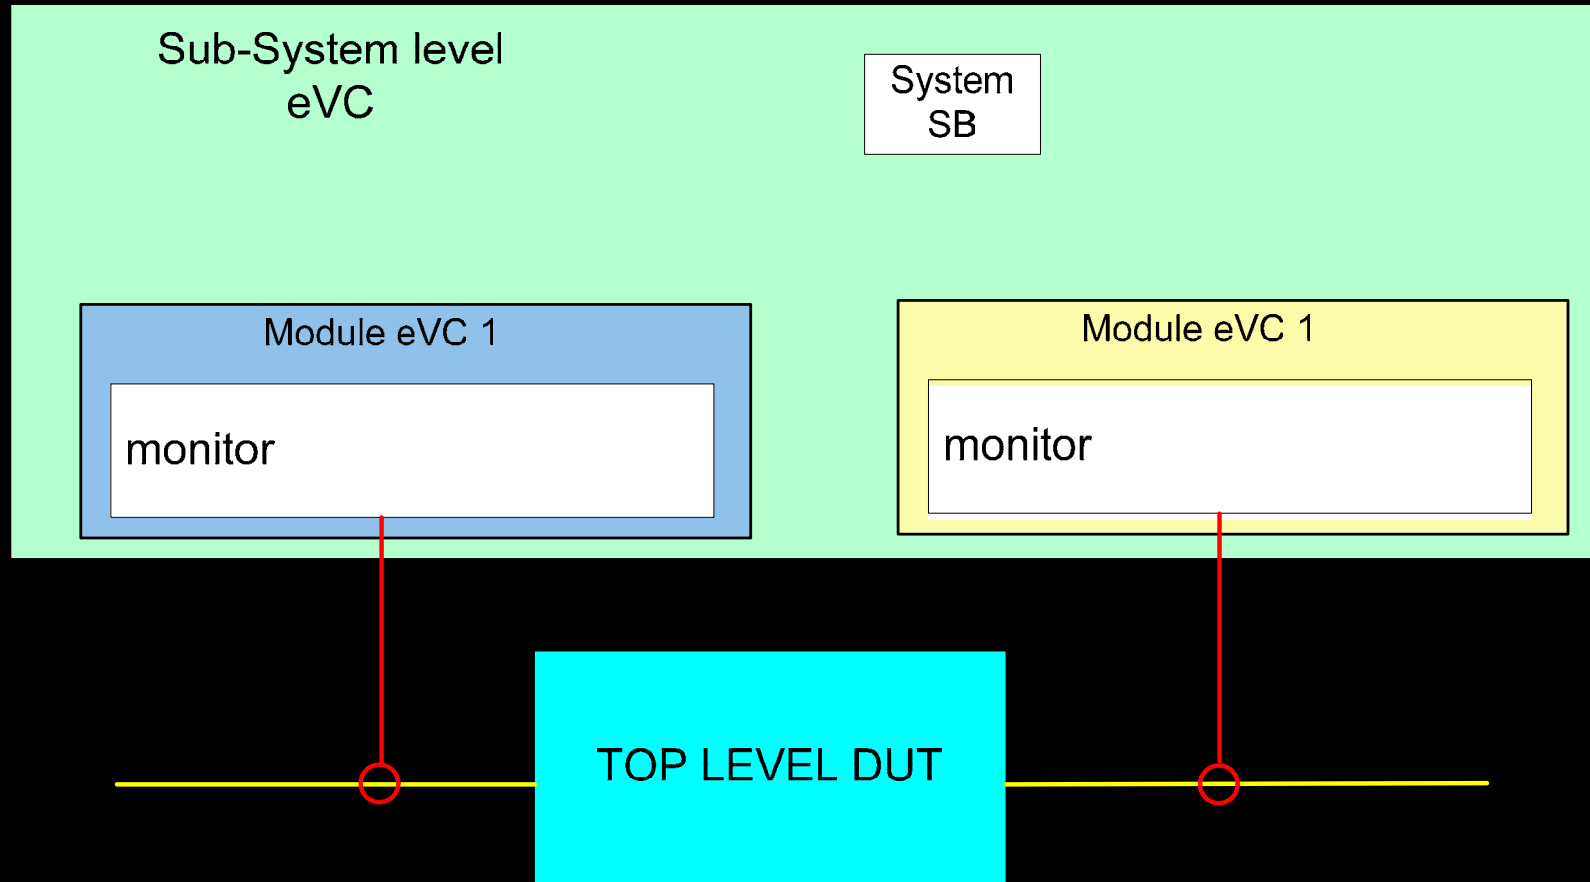 Sub-System level
eVC
System
SB
Module eVC 1
Module eVC 1
monitor
monitor
TOP LEVEL DUT